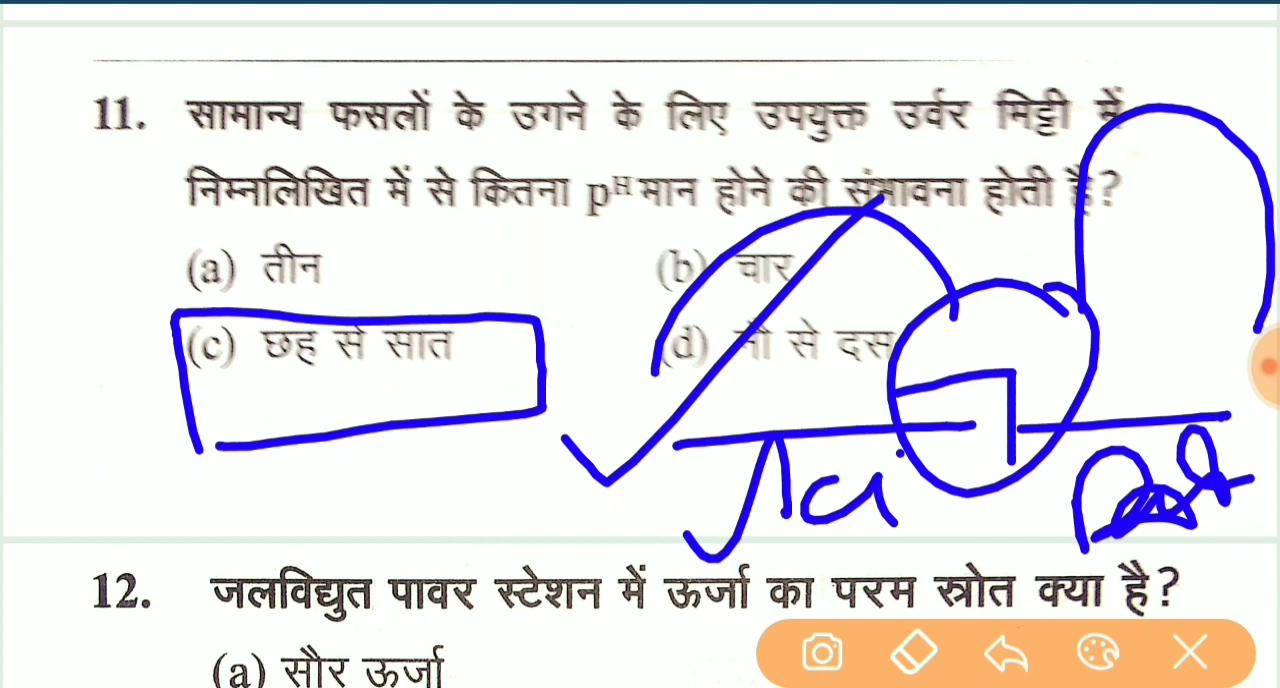 11. सामान्य फसलों के उगने के लिए उपयुक्त उर्वर मिट्टी में
निम्नलिखित में से कितना pᴴ मान होने की संभावना होती है?
(a) तीन (b) चार
(c) छह से सात (d) नौ से दस
7
12. जलविद्युत पावर स्टेशन में ऊर्जा का परम स्रोत क्या है?
(a) सौर ऊर्जा